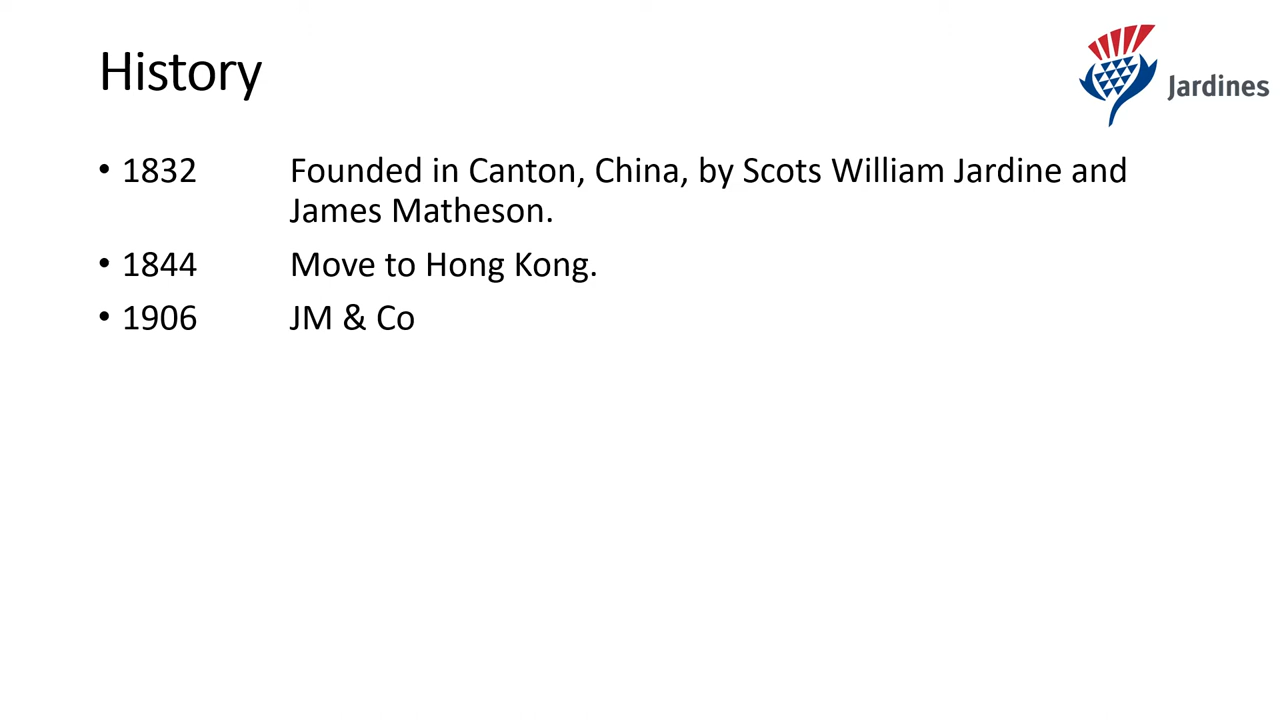 History
Jardines
• 1832 Founded in Canton, China, by Scots William Jardine and
James Matheson.
• 1844 Move to Hong Kong.
• 1906 JM & Co